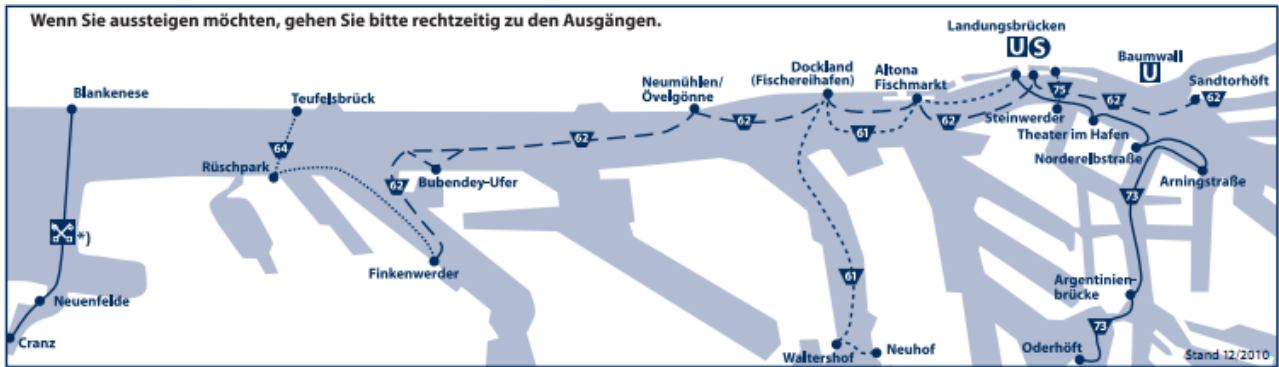 Wenn Sie aussteigen möchten, gehen Sie bitte rechtzeitig zu den Ausgängen.
Landungsbrücken
U S
Baumwall
U
Dockland
(Fischereihafen)
Altona
Fischmarkt
Neumühlen/
Övelgönne
Sandtorhöft
62
Blankenese
Teufelsbrück
75
62
62
62
Steinwerder
Theater im Hafen
61
62
64
Norderelbstraße
Rüschpark
Bubendey-Ufer
62
Arningstraße
73
*)
Finkenwerder
61
Argentinien-
brücke
Neuenfelde
73
Cranz
Waltershof
Neuhof
Oderhöft
Stand 12/2010